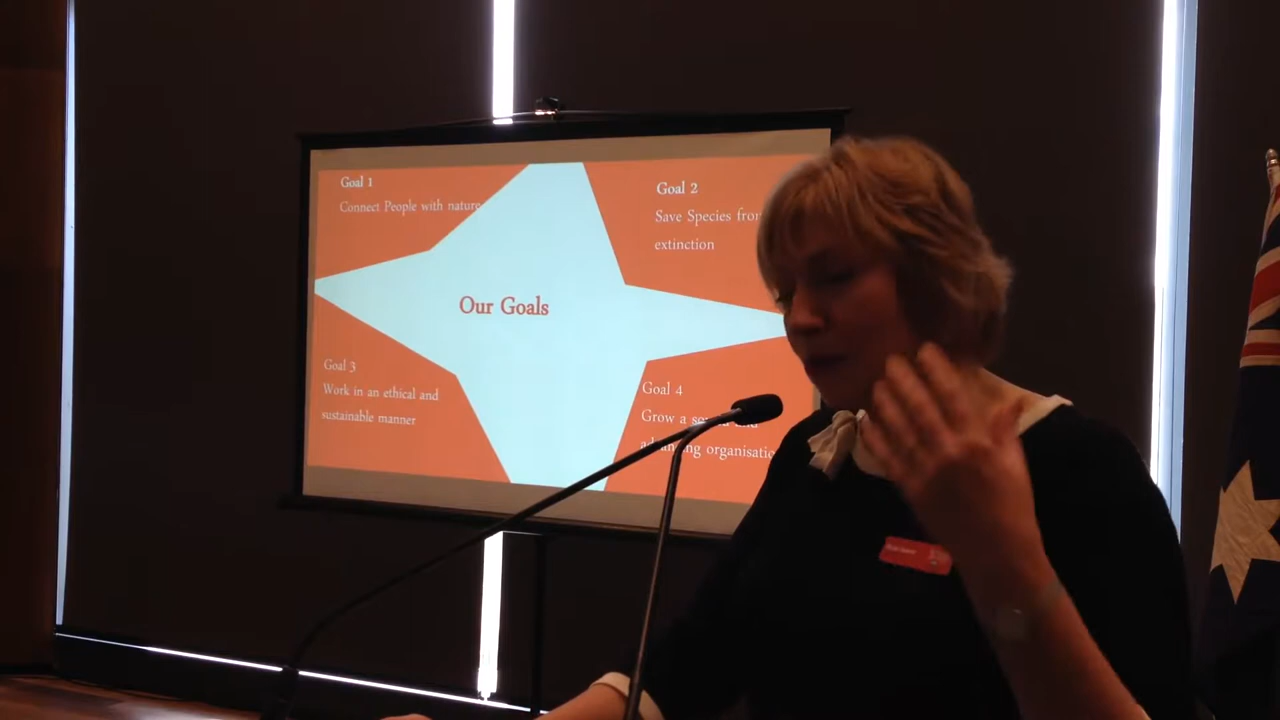 Goal 1
Connect People with nature
Goal 2
Save Species from
extinction
Our Goals
Goal 3
Work in an ethical and
sustainable manner
Goal 4
Grow a